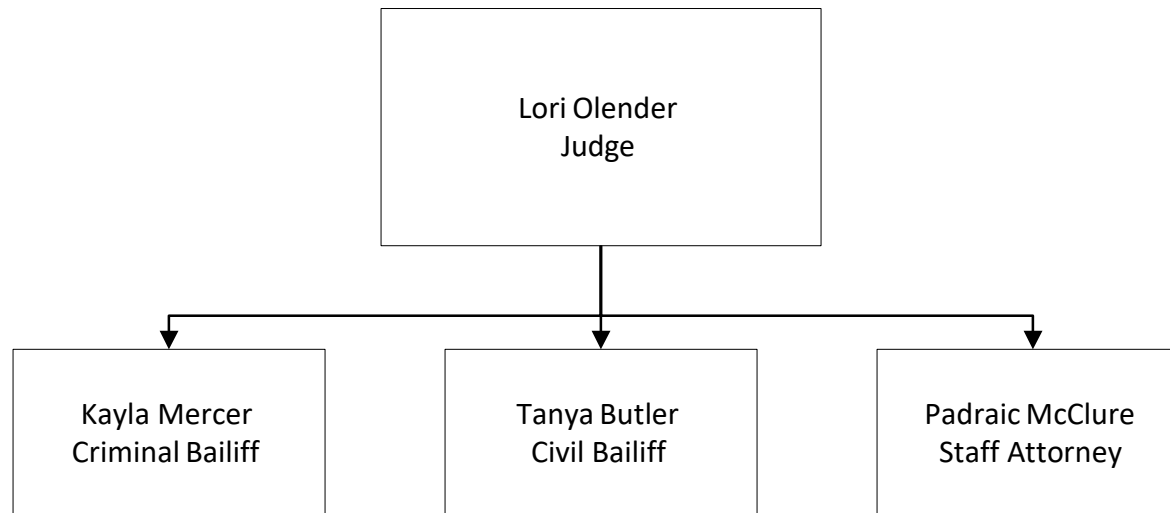 Lori Olender
Judge
Kayla Mercer
Criminal Bailiff
Tanya Butler
Civil Bailiff
Padraic McClure
Staff Attorney